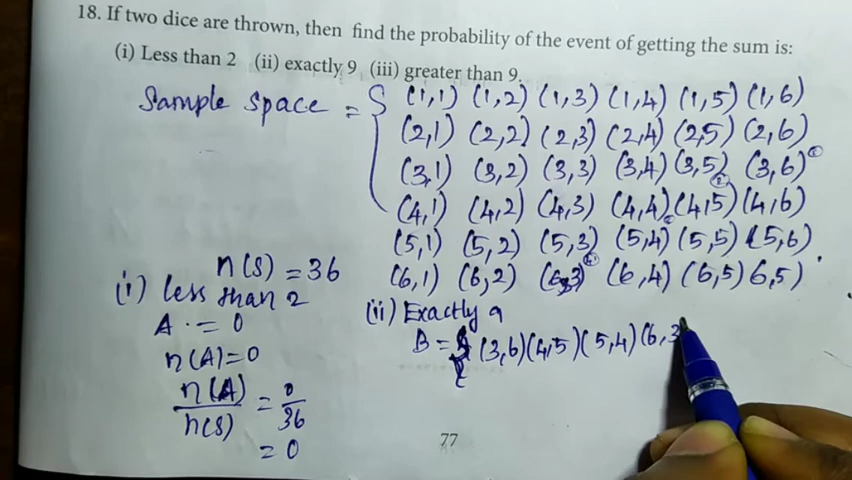 18. If two dice are thrown, then find the probability of the event of getting the sum is:
(i) Less than 2 (ii) exactly 9 (iii) greater than 9.
Sample space = { (1,1) (1,2) (1,3) (1,4) (1,5) (1,6)
(2,1) (2,2) (2,3) (2,4) (2,5) (2,6)
(3,1) (3,2) (3,3) (3,4) (3,5) (3,6)
(4,1) (4,2) (4,3) (4,4) (4,5) (4,6)
(5,1) (5,2) (5,3) (5,4) (5,5) (5,6)
(6,1) (6,2) (6,3) (6,4) (6,5) 6,5)
n(S) = 36
(i) less than 2
A = 0
n(A) = 0
n(A)/n(S) = 0/36
= 0
(ii) Exactly 9
B = { (3,6) (4,5) (5,4) (6,3
77